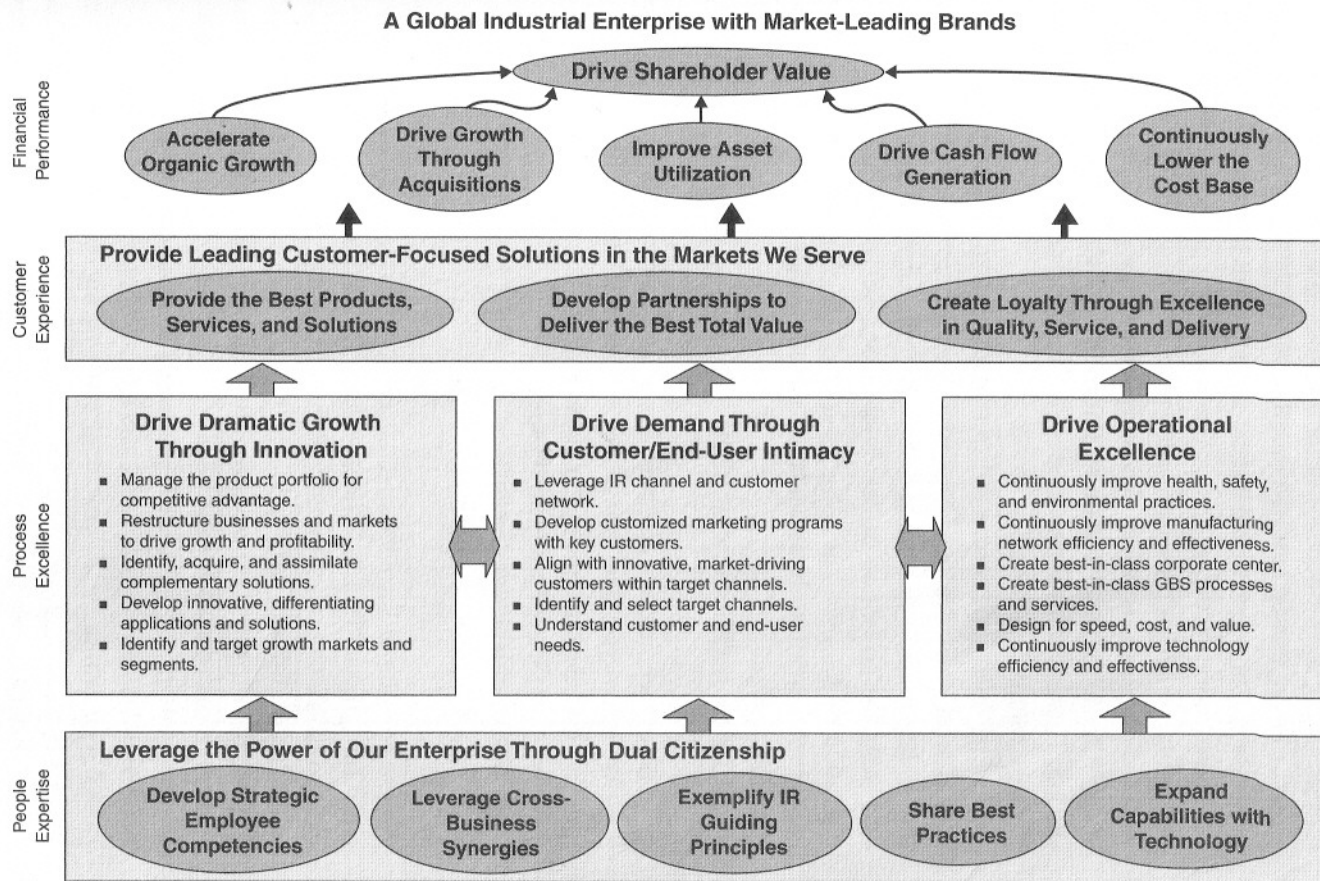 A Global Industrial Enterprise with Market-Leading Brands
Financial
Performance
Drive Shareholder Value
Accelerate
Organic Growth
Drive Growth
Through
Acquisitions
Improve Asset
Utilization
Drive Cash Flow
Generation
Continuously
Lower the
Cost Base
Customer
Experience
Provide Leading Customer-Focused Solutions in the Markets We Serve
Provide the Best Products,
Services, and Solutions
Develop Partnerships to
Deliver the Best Total Value
Create Loyalty Through Excellence
in Quality, Service, and Delivery
Process
Excellence
Drive Dramatic Growth
Through Innovation
■ Manage the product portfolio for
competitive advantage.
■ Restructure businesses and markets
to drive growth and profitability.
■ Identify, acquire, and assimilate
complementary solutions.
■ Develop innovative, differentiating
applications and solutions.
■ Identify and target growth markets and
segments.
Drive Demand Through
Customer/End-User Intimacy
■ Leverage IR channel and customer
network.
■ Develop customized marketing programs
with key customers.
■ Align with innovative, market-driving
customers within target channels.
■ Identify and select target channels.
■ Understand customer and end-user
needs.
Drive Operational
Excellence
■ Continuously improve health, safety,
and environmental practices.
■ Continuously improve manufacturing
network efficiency and effectiveness.
■ Create best-in-class corporate center.
■ Create best-in-class GBS processes
and services.
■ Design for speed, cost, and value.
■ Continuously improve technology
efficiency and effectivenss.
People
Expertise
Leverage the Power of Our Enterprise Through Dual Citizenship
Develop Strategic
Employee
Competencies
Leverage Cross-
Business
Synergies
Exemplify IR
Guiding
Principles
Share Best
Practices
Expand
Capabilities with
Technology